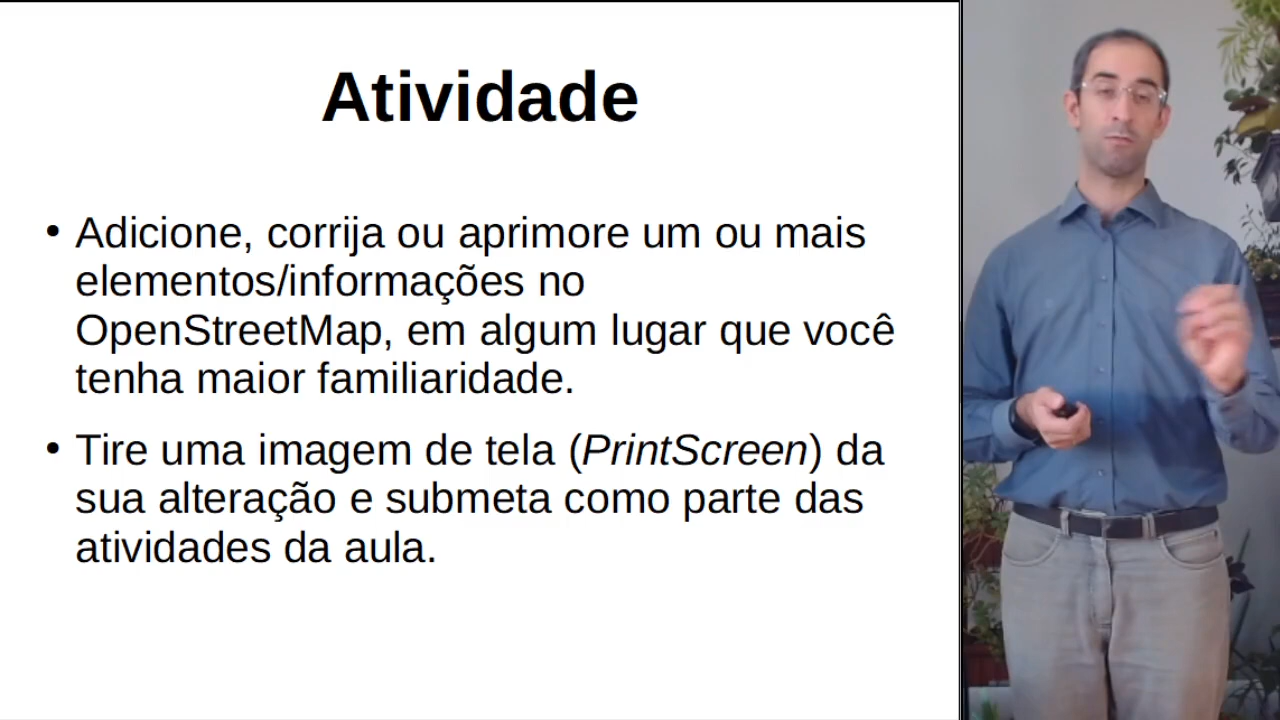 Atividade
• Adicione, corrija ou aprimore um ou mais
elementos/informações no
OpenStreetMap, em algum lugar que você
tenha maior familiaridade.
• Tire uma imagem de tela (PrintScreen) da
sua alteração e submeta como parte das
atividades da aula.